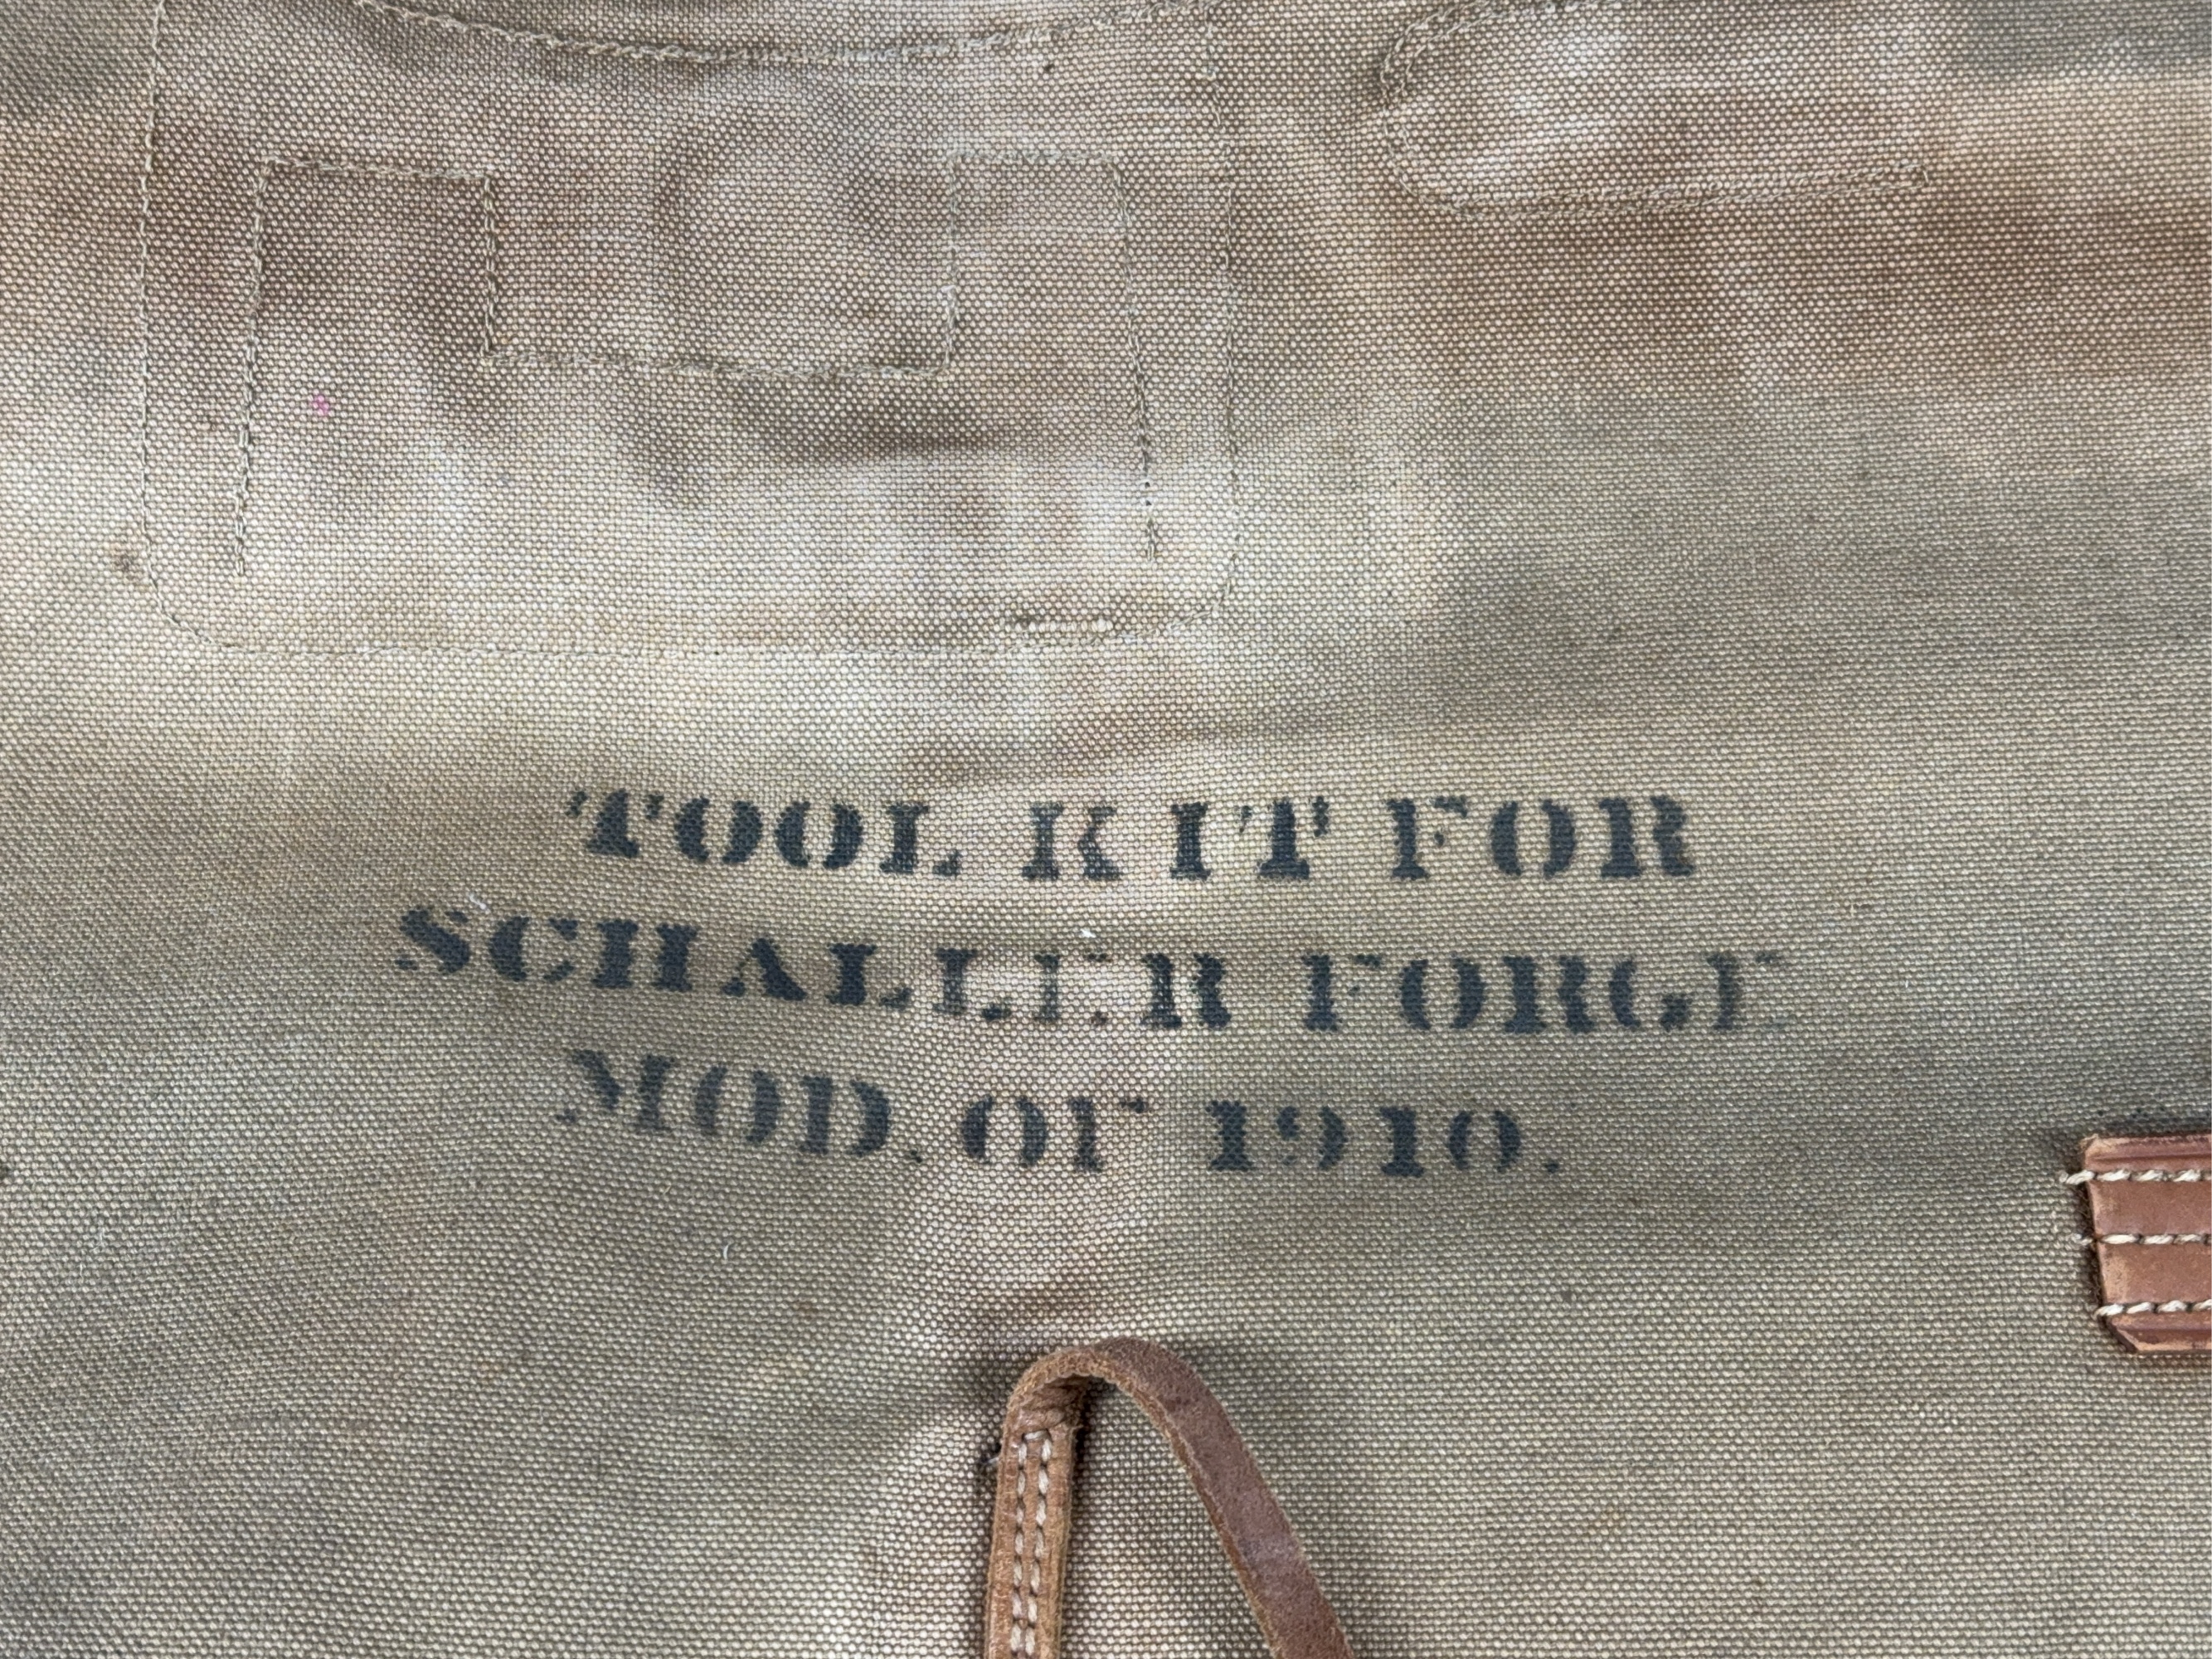 TOOL KIT FOR
SCHALLER FORGE
MOD. OF 1910.